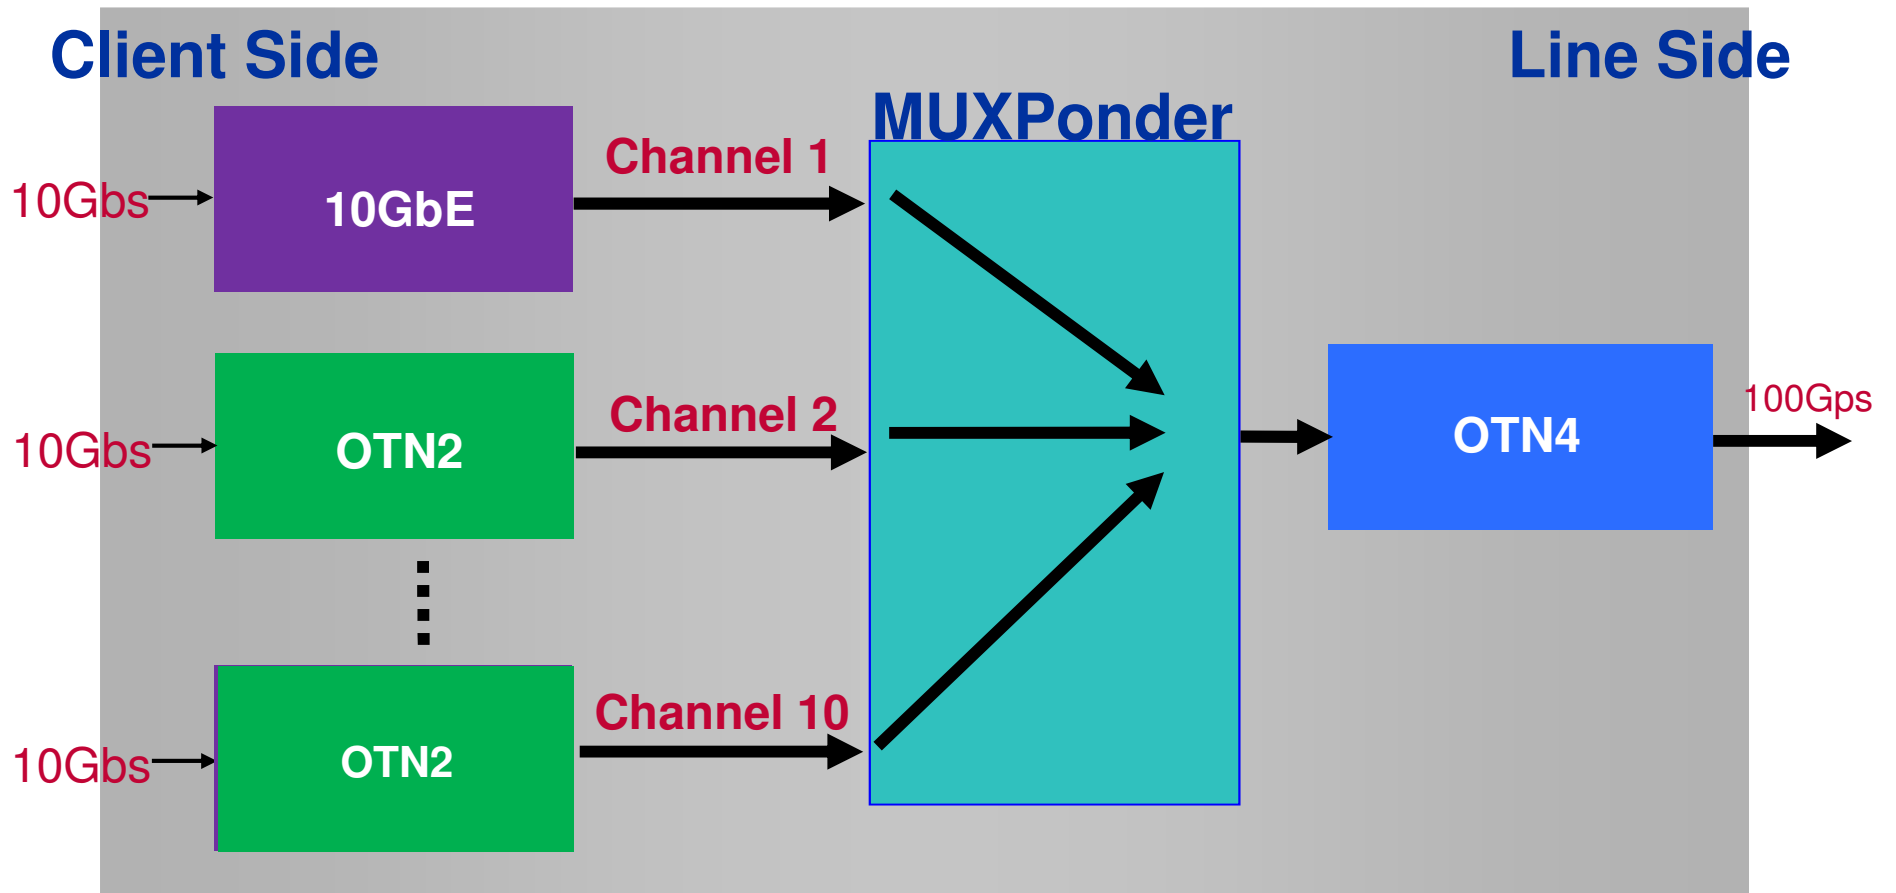 Client Side
Line Side
MUXPonder
10Gbs
10GbE
Channel 1
10Gbs
OTN2
Channel 2
OTN4
100Gps
10Gbs
OTN2
Channel 10